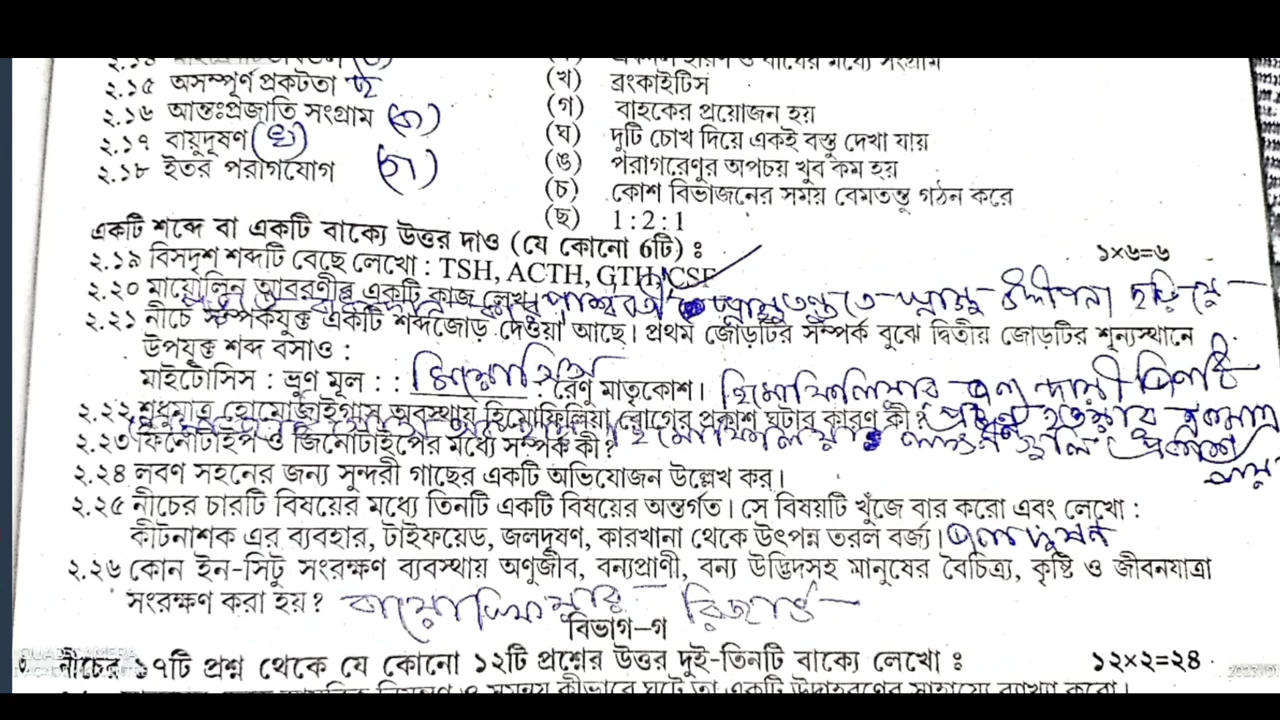 ২.১৫ অসম্পূর্ণ প্রকটতা ছ (খ) ব্রংকাইটিস
২.১৬ আন্তঃপ্রজাতি সংগ্রাম (ক) (গ) বাহকের প্রয়োজন হয়
২.১৭ বায়ুদূষণ (খ) (ঘ) দুটি চোখ দিয়ে একই বস্তু দেখা যায়
২.১৮ ইতর পরাগযোগ (গ) (ঙ) পরাগরেণুর অপচয় খুব কম হয়
(চ) কোশ বিভাজনের সময় বেমতন্তু গঠন করে
(ছ) 1 : 2 : 1
একটি শব্দে বা একটি বাক্যে উত্তর দাও (যে কোনো 6টি) : ১×৬=৬
২.১৯ বিসদৃশ শব্দটি বেছে লেখো : TSH, ACTH, GTH, CSF
২.২০ মায়োলিন আবরণীর একটি কাজ লেখ।
২.২১ নীচে সম্পর্কযুক্ত একটি শব্দজোড় দেওয়া আছে। প্রথম জোড়টির সম্পর্ক বুঝে দ্বিতীয় জোড়টির শূন্যস্থানে
উপযুক্ত শব্দ বসাও :
মাইটোসিস : ভ্রূণ মূল : : মিয়োসিস : রেণু মাতৃকোশ।
২.২২ শুধুমাত্র হোমোজাইগাস অবস্থায় হিমোফিলিয়া রোগের প্রকাশ ঘটার কারণ কী?
২.২৩ ফিনোটাইপ ও জিনোটাইপের মধ্যে সম্পর্ক কী?
২.২৪ লবণ সহনের জন্য সুন্দরী গাছের একটি অভিযোজন উল্লেখ কর।
২.২৫ নীচের চারটি বিষয়ের মধ্যে তিনটি একটি বিষয়ের অন্তর্গত। সে বিষয়টি খুঁজে বার করো এবং লেখো :
কীটনাশক এর ব্যবহার, টাইফয়েড, জলদূষণ, কারখানা থেকে উৎপন্ন তরল বর্জ্য। জলদূষণ
২.২৬ কোন ইন-সিটু সংরক্ষণ ব্যবস্থায় অণুজীব, বন্যপ্রাণী, বন্য উদ্ভিদসহ মানুষের বৈচিত্র্য, কৃষ্টি ও জীবনযাত্রা
সংরক্ষণ করা হয়? বায়োস্ফিয়ার রিজার্ভ
বিভাগ–গ
৩. নীচের ১৭টি প্রশ্ন থেকে যে কোনো ১২টি প্রশ্নের উত্তর দুই-তিনটি বাক্যে লেখো : ১২×২=২৪